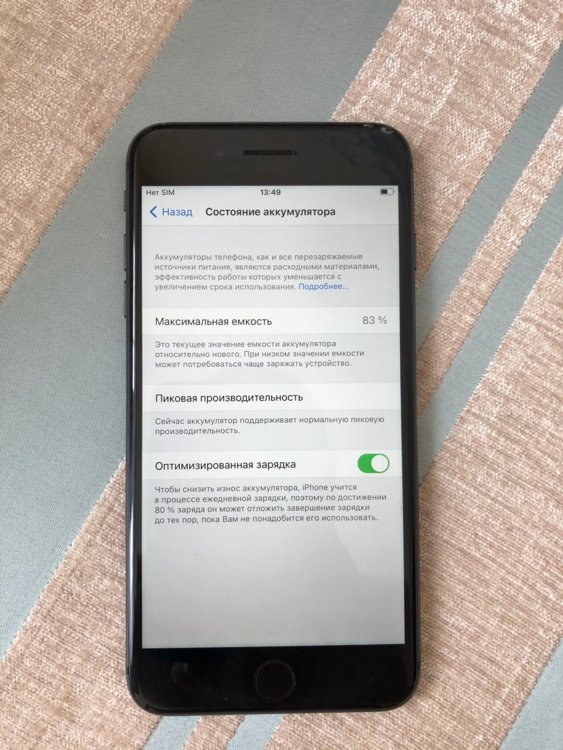 Нет SIM 13:49
Назад Состояние аккумулятора
Аккумуляторы телефона, как и все перезаряжаемые
источники питания, являются расходными материалами,
эффективность работы которых уменьшается с
увеличением срока использования. Подробнее...
Максимальная емкость 83 %
Это текущее значение емкости аккумулятора
относительно нового. При низком значении емкости
может потребоваться чаще заряжать устройство.
Пиковая производительность
Сейчас аккумулятор поддерживает нормальную пиковую
производительность.
Оптимизированная зарядка
Чтобы снизить износ аккумулятора, iPhone учится
в процессе ежедневной зарядки, поэтому по достижении
80 % заряда он может отложить завершение зарядки
до тех пор, пока Вам не понадобится его использовать.